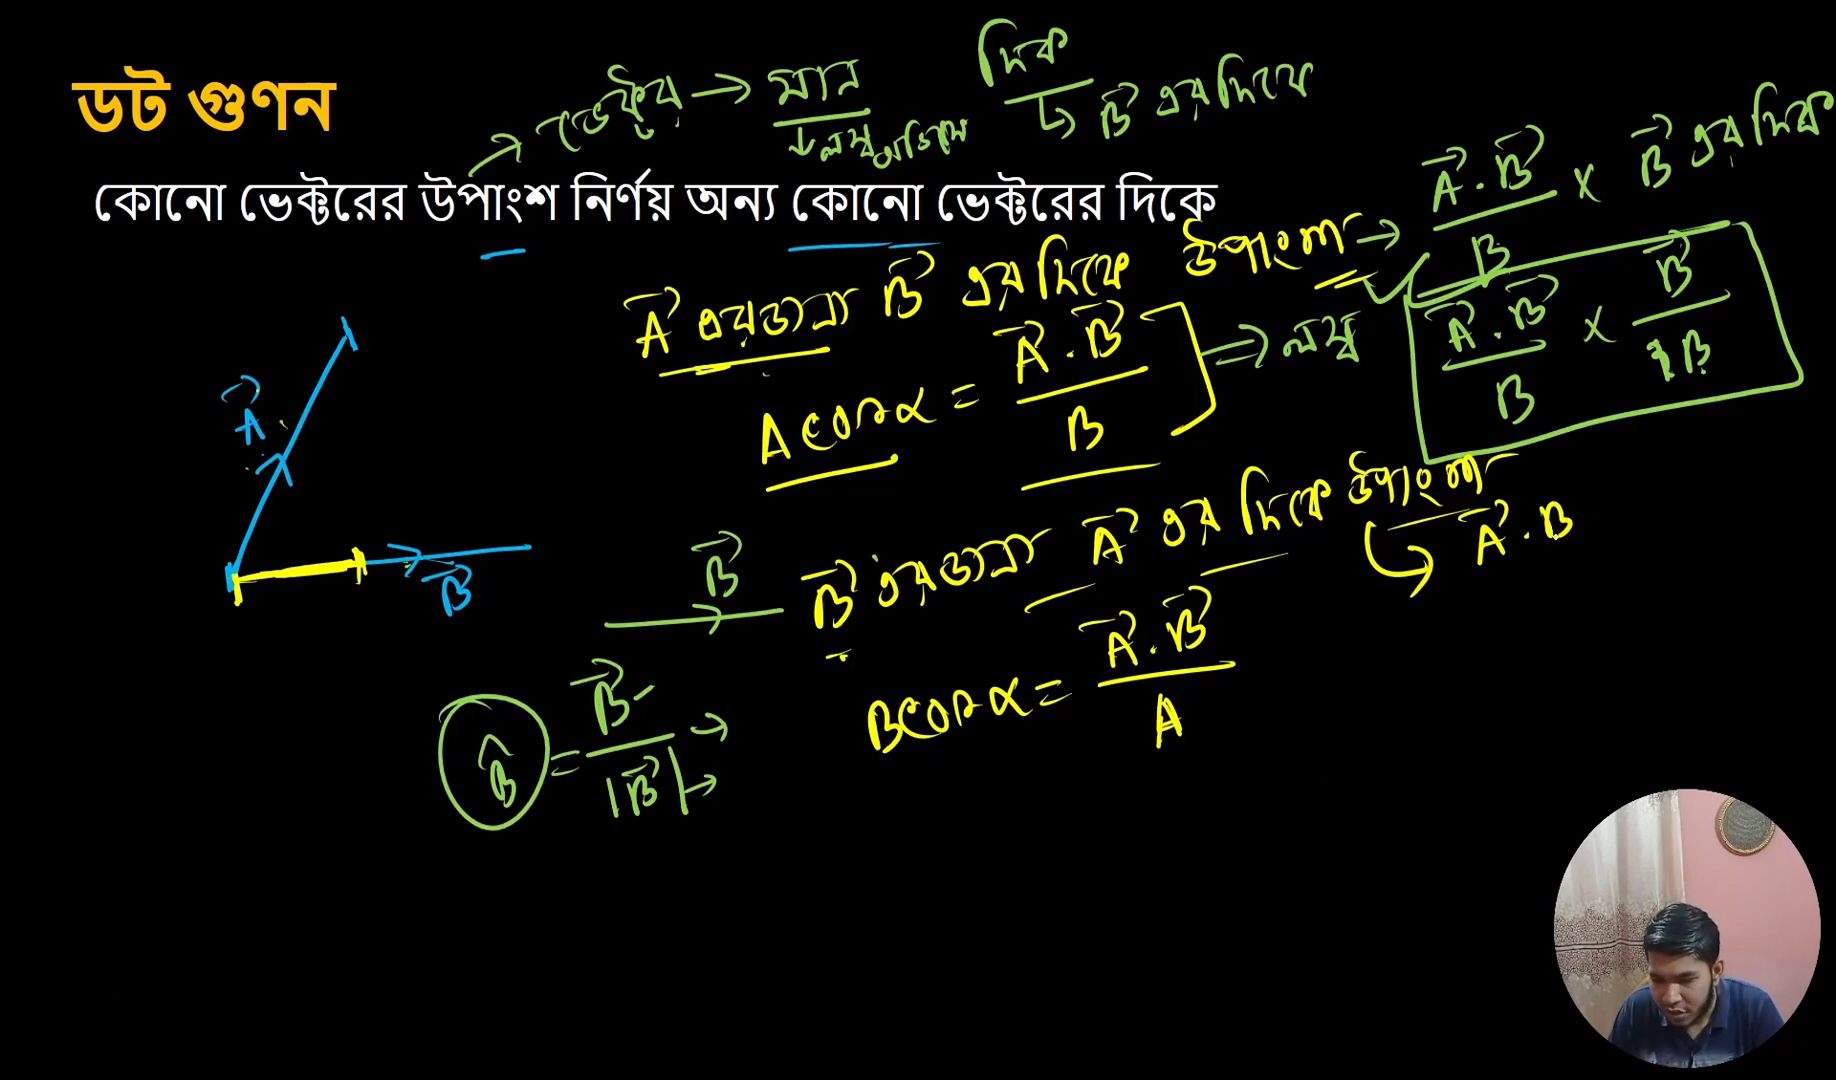 ডট গুণন
ভেক্টর → মান দিক
লম্ব অভিক্ষেপ B⃗ এর দিকে
কোনো ভেক্টরের উপাংশ নির্ণয় অন্য কোনো ভেক্টরের দিকে
A⃗ এর ভেক্টর B⃗ এর দিকে উপাংশ → A⃗.B⃗ / B × B⃗ এর দিক
A cosα = A⃗.B⃗ / B ⇒ লম্ব
A⃗.B⃗ / B × B⃗ / B
A⃗
B⃗
B⃗
B⃗ A⃗ এর দিকে উপাংশ
A⃗.B
B cosα = A⃗.B⃗ / A
B̂ = B⃗ / |B⃗|